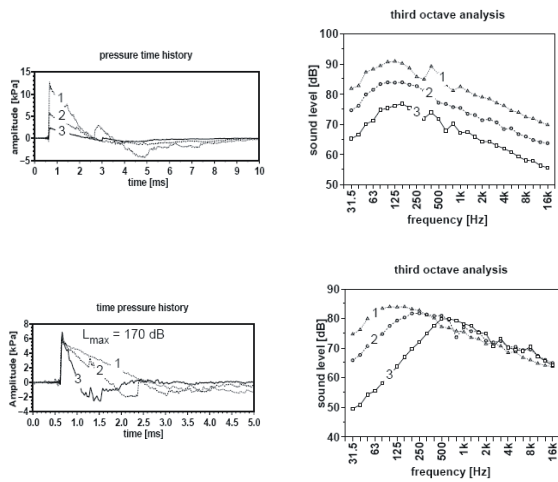 pressure time history
amplitude [kPa]
15
10
5
0
−5
1
2
3
0 1 2 3 4 5 6 7 8 9 10
time [ms]
third octave analysis
sound level [dB]
100
90
80
70
60
50
1
2
3
31.5 63 125 250 500 1k 2k 4k 8k 16k
frequency [Hz]
time pressure history
Amplitude [kPa]
8
6
4
2
0
−2
−4
Lmax = 170 dB
1
2
3
0.0 0.5 1.0 1.5 2.0 2.5 3.0 3.5 4.0 4.5 5.0
time [ms]
third octave analysis
sound level [dB]
90
80
70
60
50
40
1
2
3
31.5 63 125 250 500 1k 2k 4k 8k 16k
frequency [Hz]